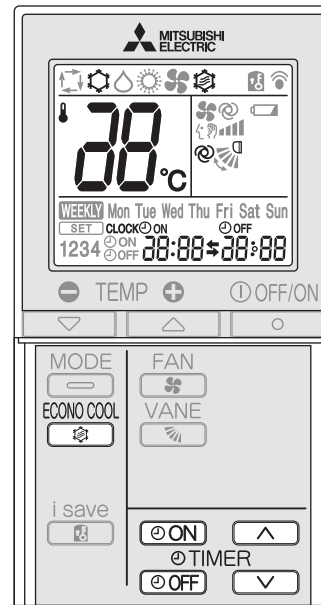 MITSUBISHI
ELECTRIC
88°C
WEEKLY Mon Tue Wed Thu Fri Sat Sun
SET CLOCK ON OFF
1234 ON OFF 88:88 88:88
TEMP OFF/ON
MODE FAN
ECONO COOL VANE
i save
ON
TIMER
OFF